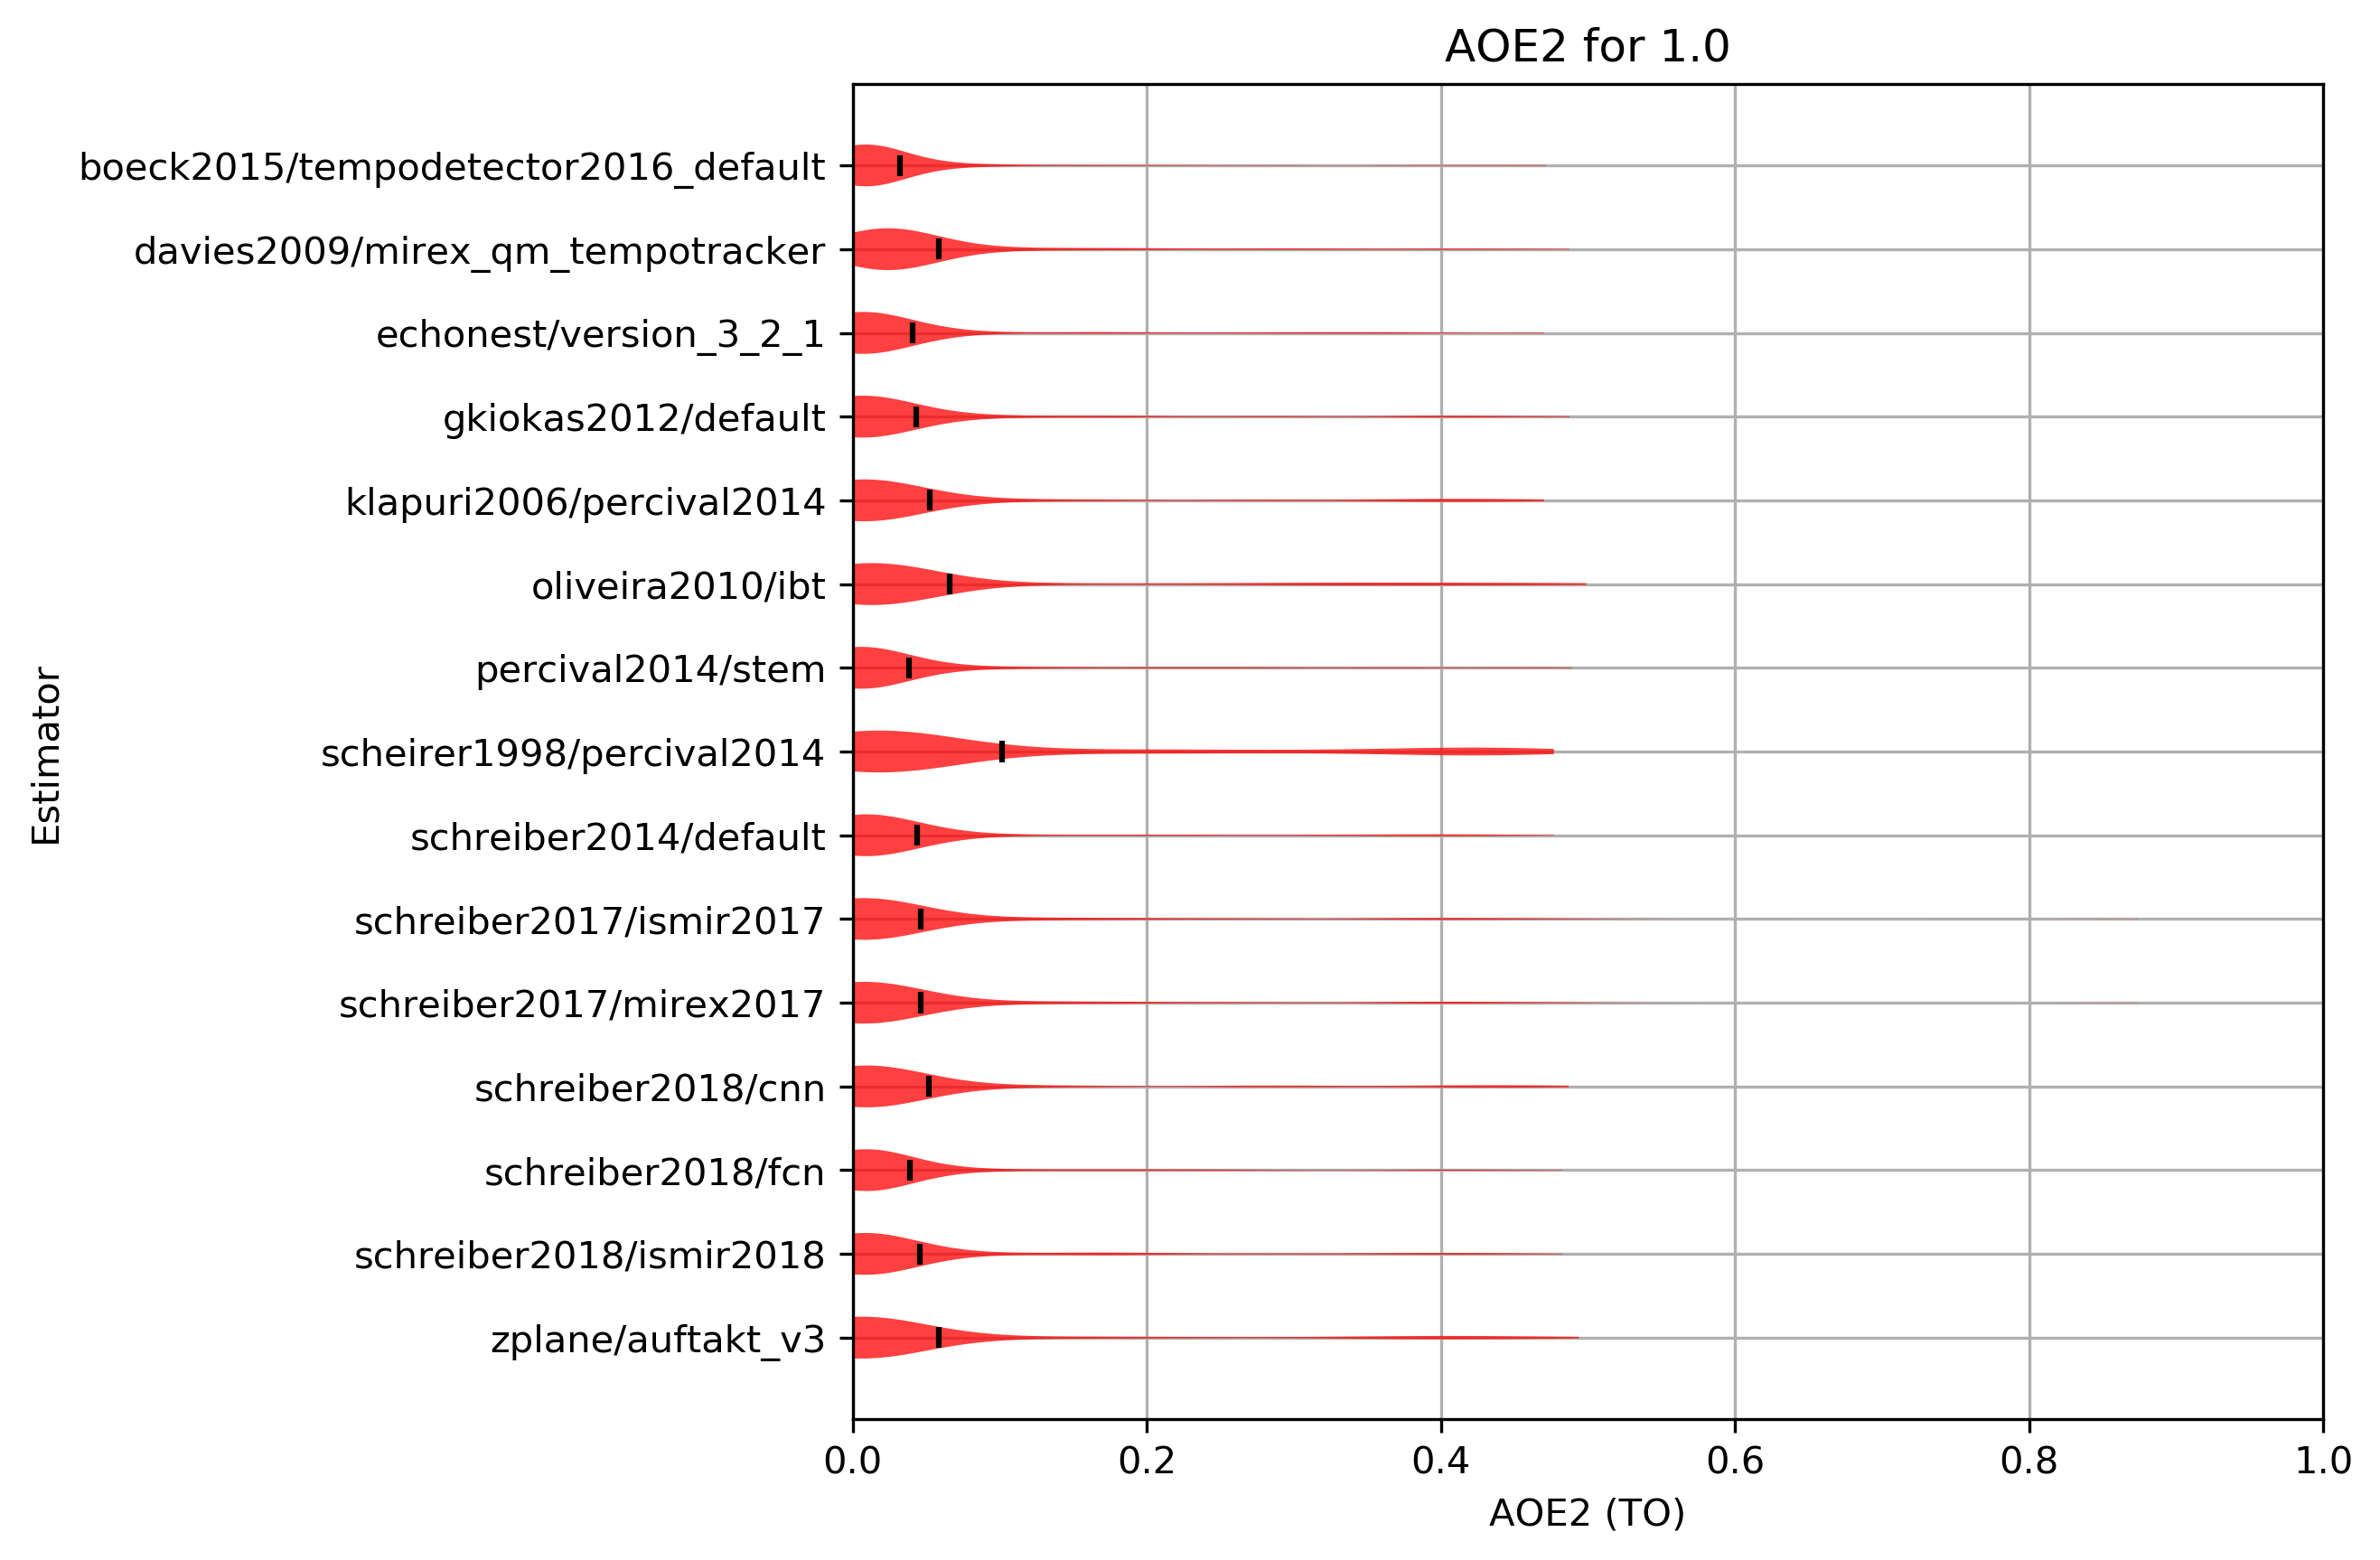 AOE2 for 1.0
boeck2015/tempodetector2016_default
davies2009/mirex_qm_tempotracker
echonest/version_3_2_1
gkiokas2012/default
klapuri2006/percival2014
oliveira2010/ibt
percival2014/stem
scheirer1998/percival2014
schreiber2014/default
schreiber2017/ismir2017
schreiber2017/mirex2017
schreiber2018/cnn
schreiber2018/fcn
schreiber2018/ismir2018
zplane/auftakt_v3
Estimator
0.0 0.2 0.4 0.6 0.8 1.0
AOE2 (TO)